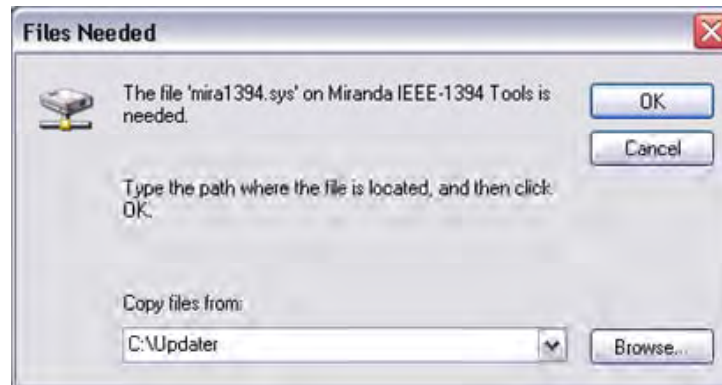 Files Needed
The file 'mira1394.sys' on Miranda IEEE-1394 Tools is
needed.
OK
Cancel
Type the path where the file is located, and then click
OK.
Copy files from:
C:\Updater
Browse...